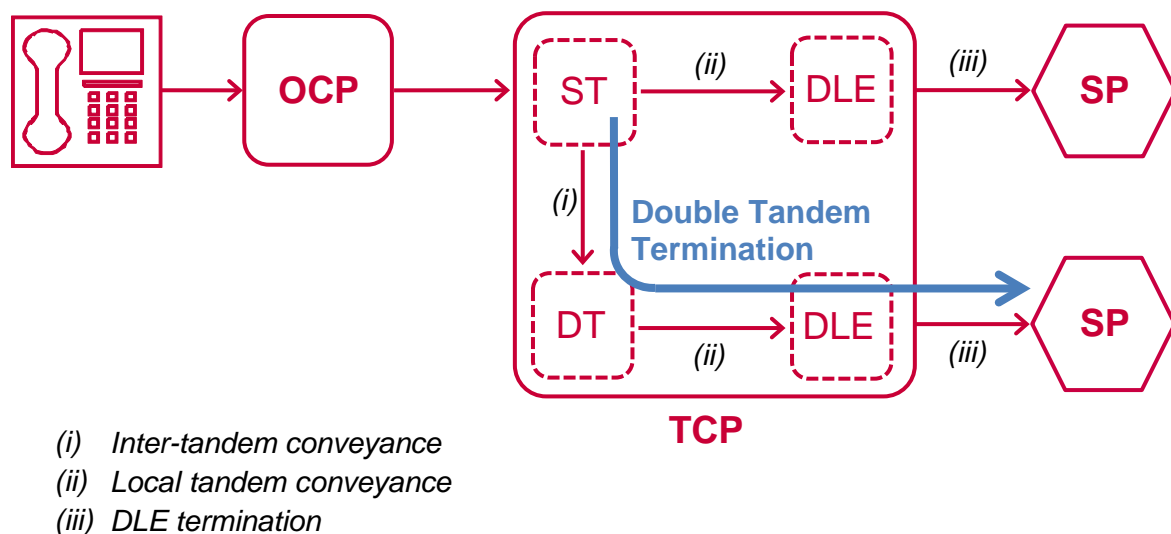 OCP
ST
(ii)
DLE
(iii)
SP
(i)
Double Tandem
Termination
DT
(ii)
DLE
(iii)
SP
TCP
(i) Inter-tandem conveyance
(ii) Local tandem conveyance
(iii) DLE termination